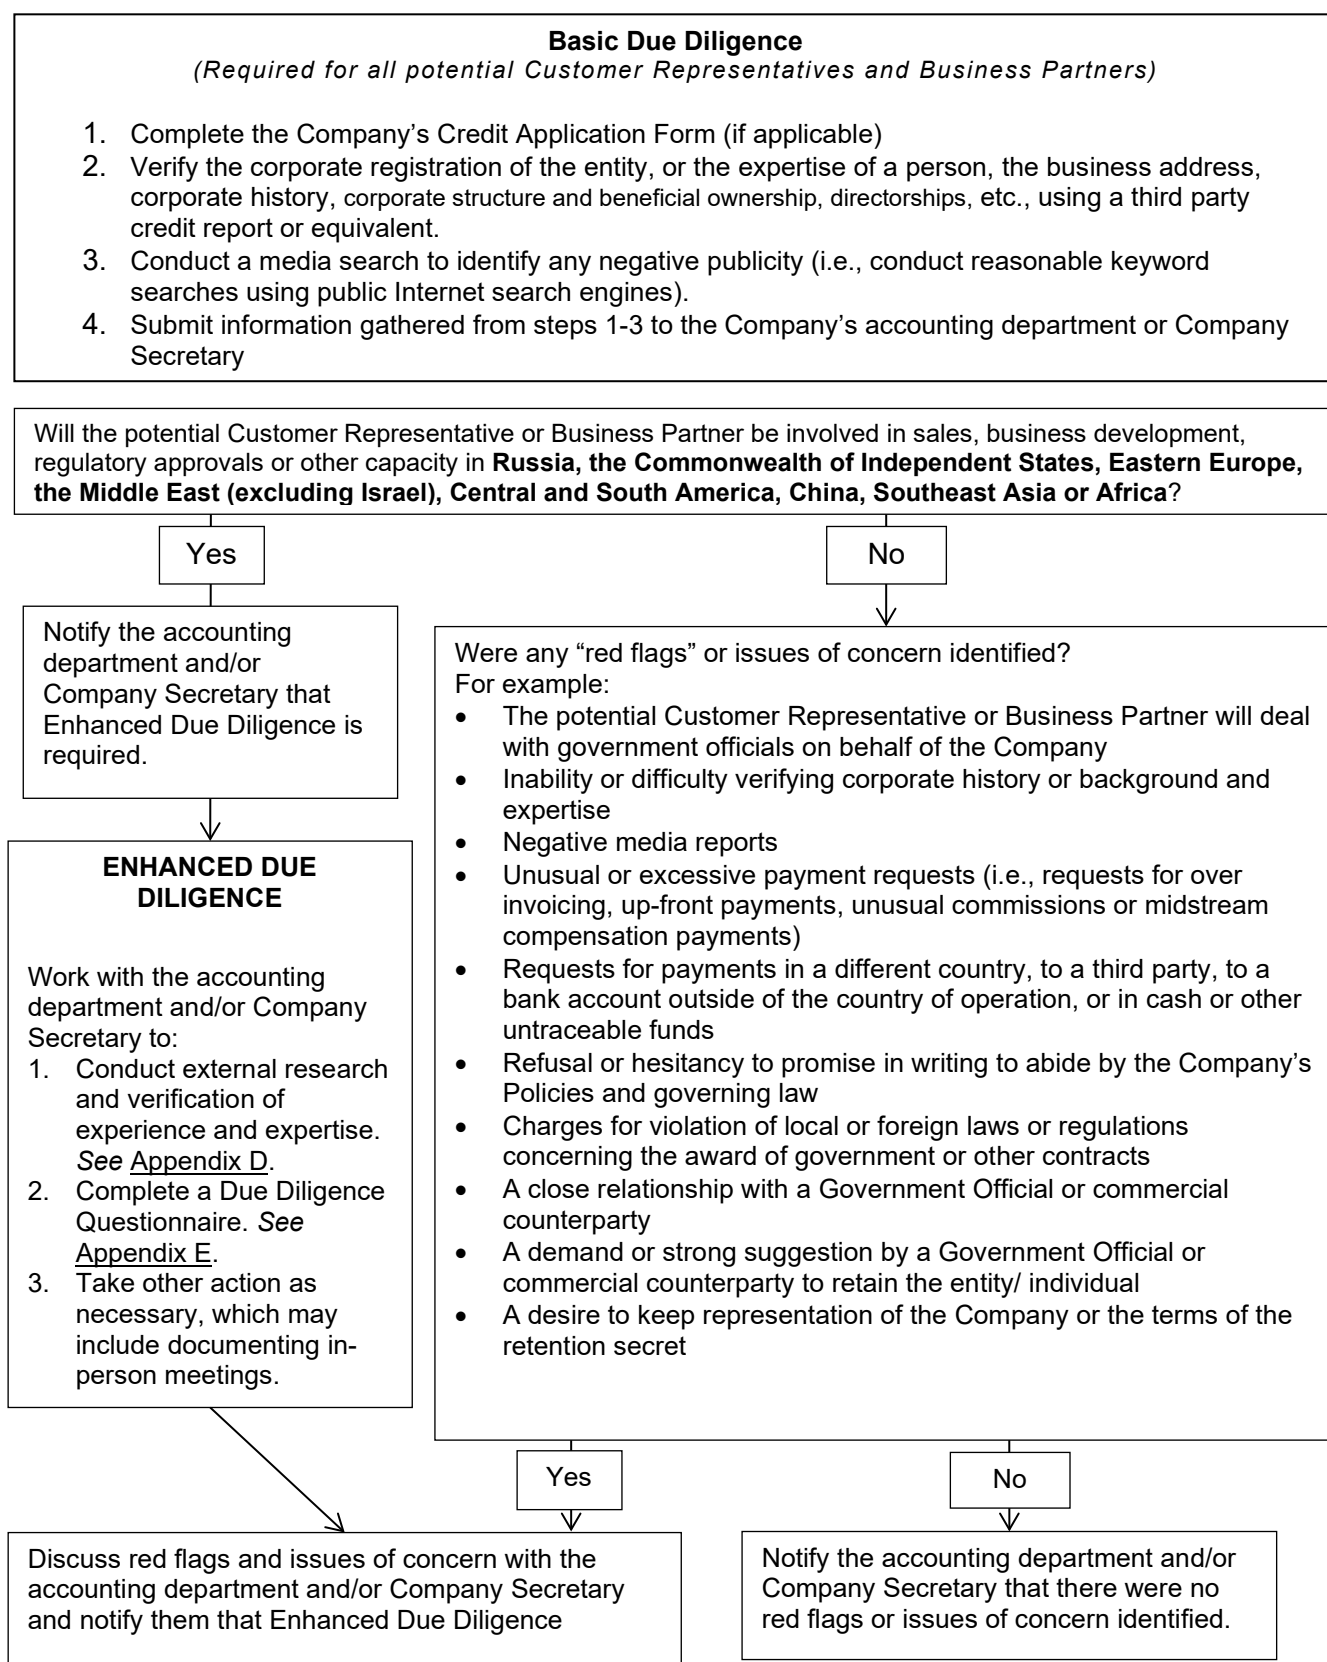 Basic Due Diligence
(Required for all potential Customer Representatives and Business Partners)
1. Complete the Company’s Credit Application Form (if applicable)
2. Verify the corporate registration of the entity, or the expertise of a person, the business address,
corporate history, corporate structure and beneficial ownership, directorships, etc., using a third party
credit report or equivalent.
3. Conduct a media search to identify any negative publicity (i.e., conduct reasonable keyword
searches using public Internet search engines).
4. Submit information gathered from steps 1-3 to the Company’s accounting department or Company
Secretary
Will the potential Customer Representative or Business Partner be involved in sales, business development,
regulatory approvals or other capacity in Russia, the Commonwealth of Independent States, Eastern Europe,
the Middle East (excluding Israel), Central and South America, China, Southeast Asia or Africa?
Yes
No
Notify the accounting
department and/or
Company Secretary that
Enhanced Due Diligence is
required.
ENHANCED DUE
DILIGENCE
Work with the accounting
department and/or Company
Secretary to:
1. Conduct external research
and verification of
experience and expertise.
See Appendix D.
2. Complete a Due Diligence
Questionnaire. See
Appendix E.
3. Take other action as
necessary, which may
include documenting in-
person meetings.
Were any “red flags” or issues of concern identified?
For example:
• The potential Customer Representative or Business Partner will deal
with government officials on behalf of the Company
• Inability or difficulty verifying corporate history or background and
expertise
• Negative media reports
• Unusual or excessive payment requests (i.e., requests for over
invoicing, up-front payments, unusual commissions or midstream
compensation payments)
• Requests for payments in a different country, to a third party, to a
bank account outside of the country of operation, or in cash or other
untraceable funds
• Refusal or hesitancy to promise in writing to abide by the Company’s
Policies and governing law
• Charges for violation of local or foreign laws or regulations
concerning the award of government or other contracts
• A close relationship with a Government Official or commercial
counterparty
• A demand or strong suggestion by a Government Official or
commercial counterparty to retain the entity/ individual
• A desire to keep representation of the Company or the terms of the
retention secret
Yes
No
Discuss red flags and issues of concern with the
accounting department and/or Company Secretary
and notify them that Enhanced Due Diligence
Notify the accounting department and/or
Company Secretary that there were no
red flags or issues of concern identified.